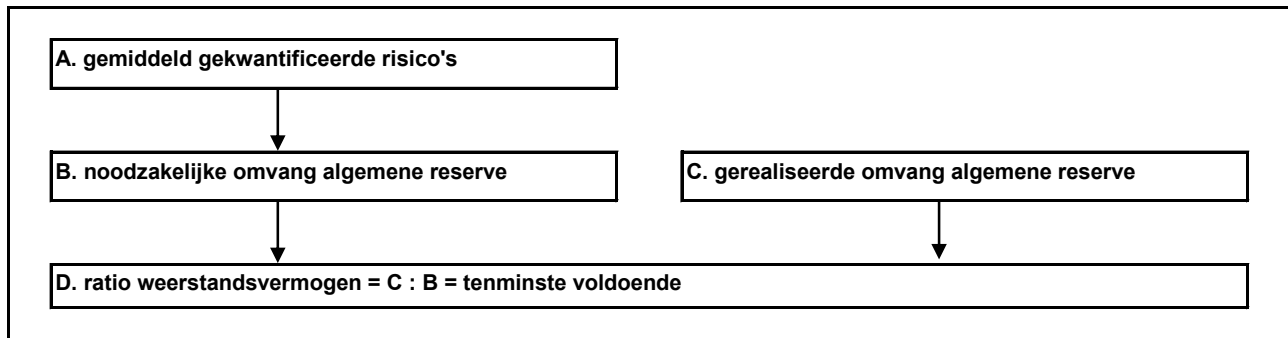 A. gemiddeld gekwantificeerde risico's
B. noodzakelijke omvang algemene reserve
C. gerealiseerde omvang algemene reserve
D. ratio weerstandsvermogen = C : B = tenminste voldoende